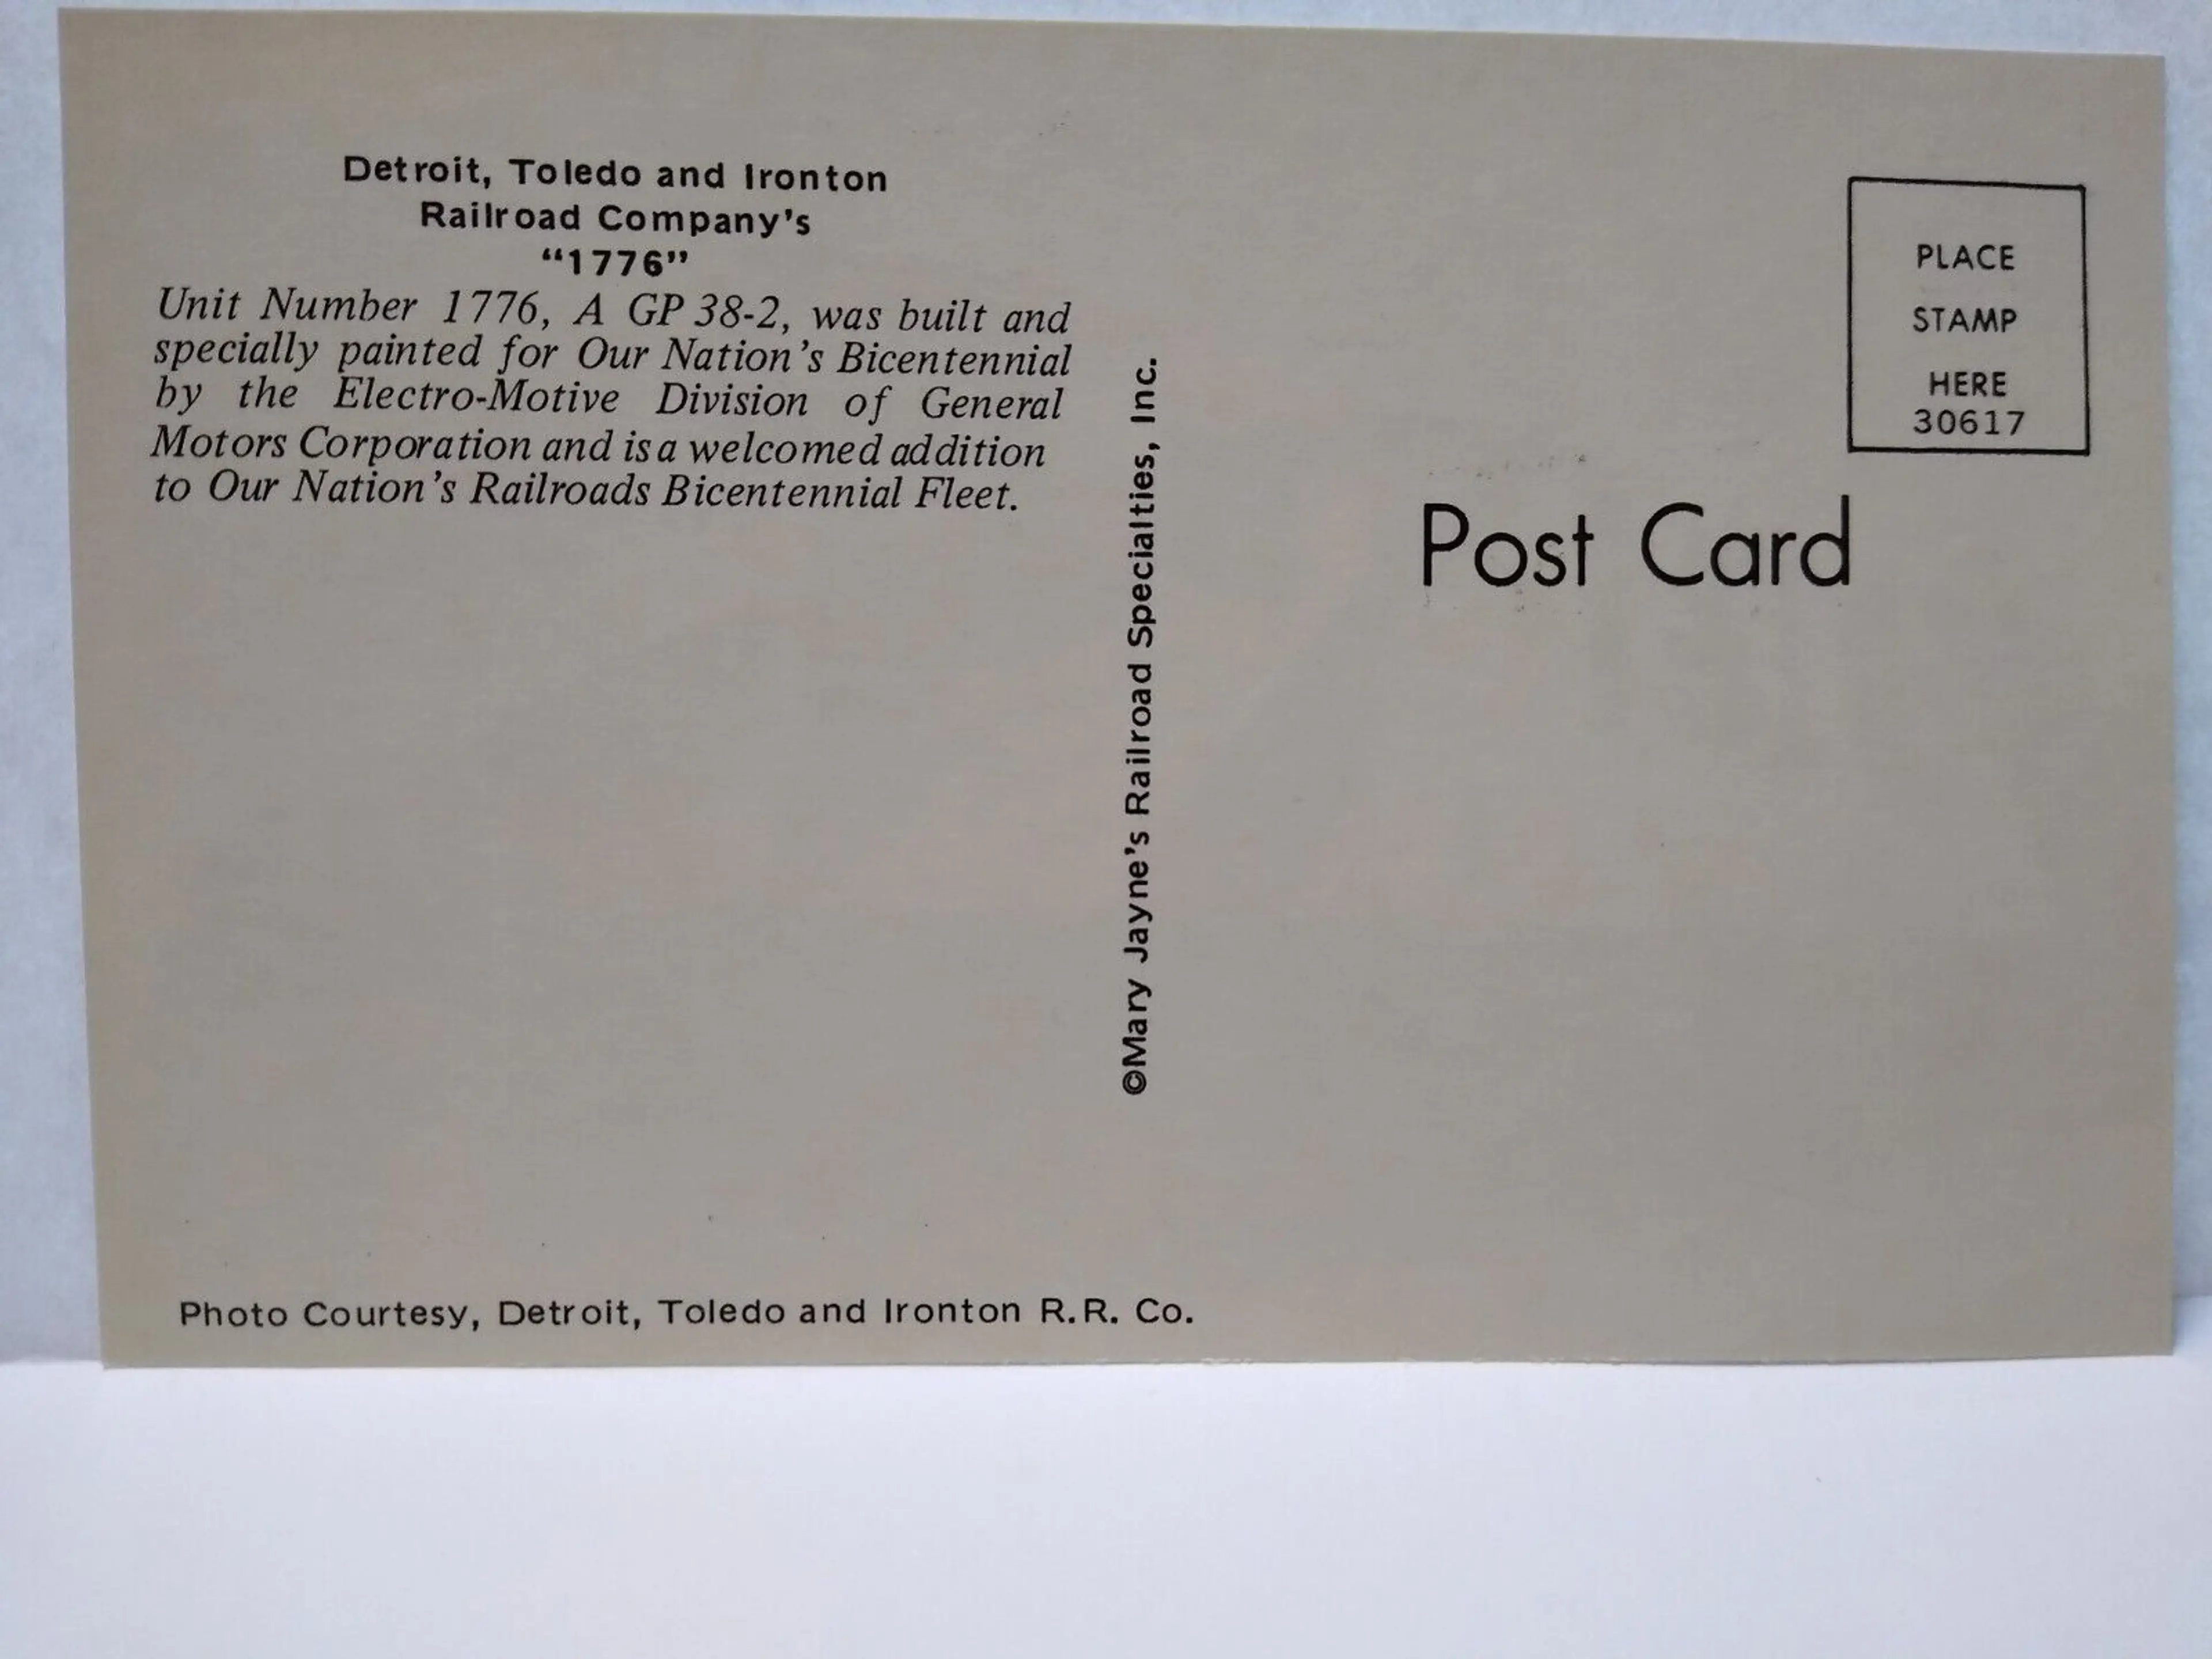 Detroit, Toledo and Ironton
Railroad Company's
“1776”
Unit Number 1776, A GP 38-2, was built and
specially painted for Our Nation's Bicentennial
by the Electro-Motive Division of General
Motors Corporation and is a welcomed addition
to Our Nation's Railroads Bicentennial Fleet.
Photo Courtesy, Detroit, Toledo and Ironton R.R. Co.
©Mary Jayne's Railroad Specialties, Inc.
PLACE
STAMP
HERE
30617
Post Card